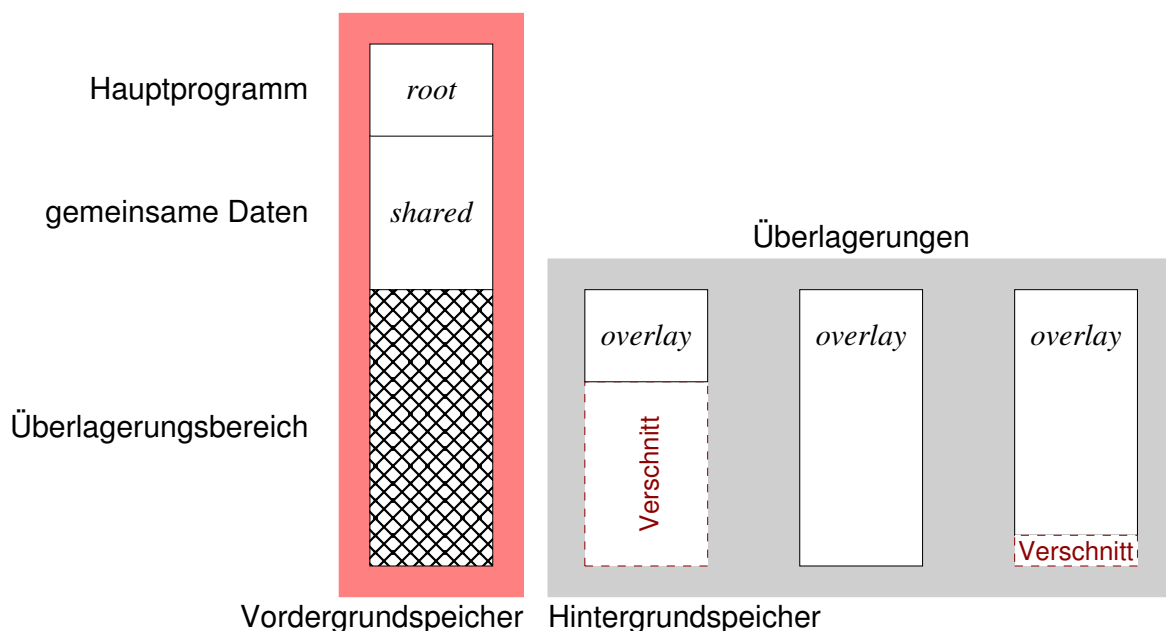 Hauptprogramm
root
gemeinsame Daten
shared
Überlagerungen
overlay
overlay
overlay
Überlagerungsbereich
Verschnitt
Verschnitt
Vordergrundspeicher
Hintergrundspeicher